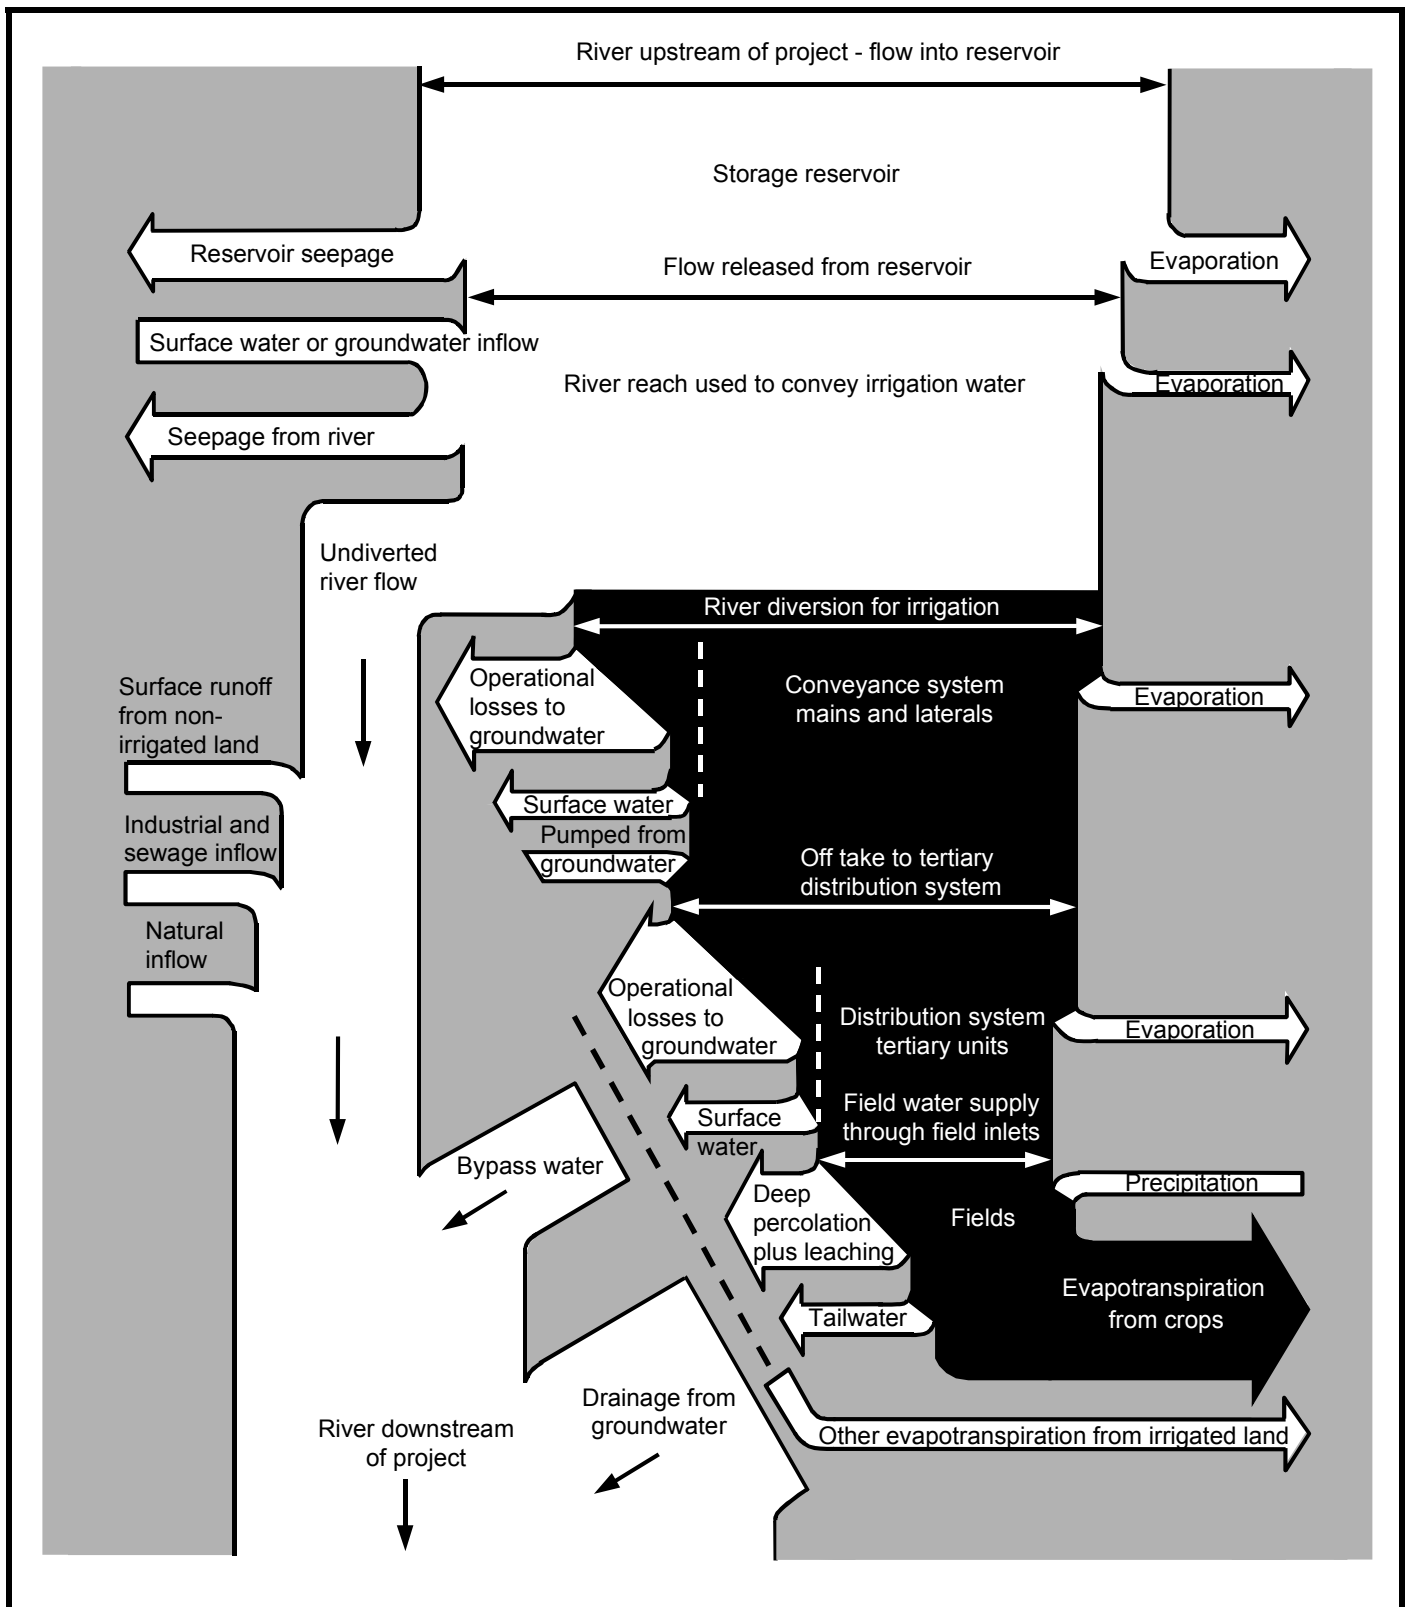 River upstream of project - flow into reservoir
Storage reservoir
Reservoir seepage
Evaporation
Flow released from reservoir
Surface water or groundwater inflow
River reach used to convey irrigation water
Evaporation
Seepage from river
Undiverted
river flow
River diversion for irrigation
Operational
losses to
groundwater
Conveyance system
mains and laterals
Evaporation
Surface runoff
from non-
irrigated land
Surface water
Pumped from
groundwater
Industrial and
sewage inflow
Off take to tertiary
distribution system
Natural
inflow
Operational
losses to
groundwater
Distribution system
tertiary units
Evaporation
Surface
water
Field water supply
through field inlets
Bypass water
Deep
percolation
plus leaching
Fields
Precipitation
Evapotranspiration
from crops
Tailwater
Drainage from
groundwater
Other evapotranspiration from irrigated land
River downstream
of project